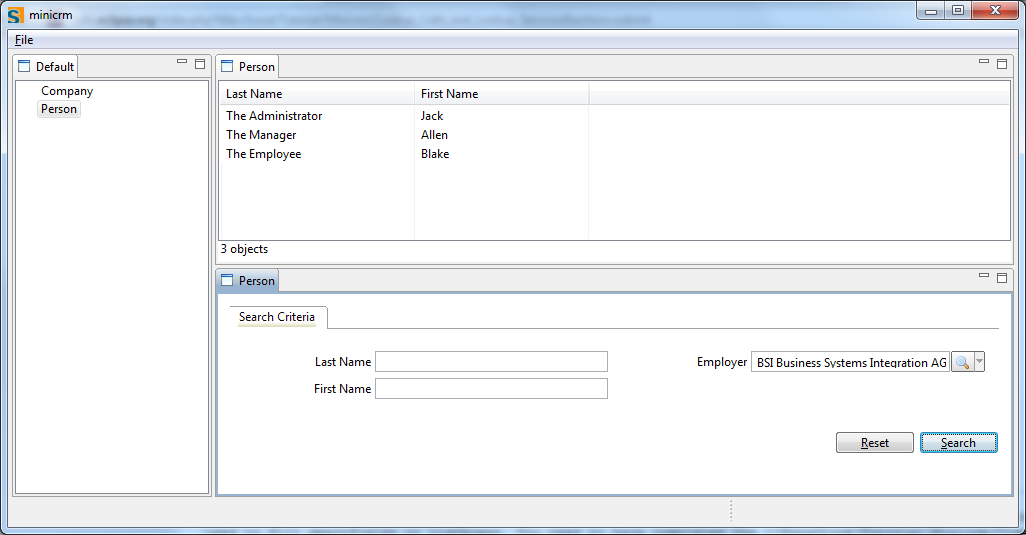 minicrm
File
Default
Company
Person
Person
Last Name First Name
The Administrator Jack
The Manager Allen
The Employee Blake
3 objects
Person
Search Criteria
Last Name
Employer BSI Business Systems Integration AG
First Name
Reset Search